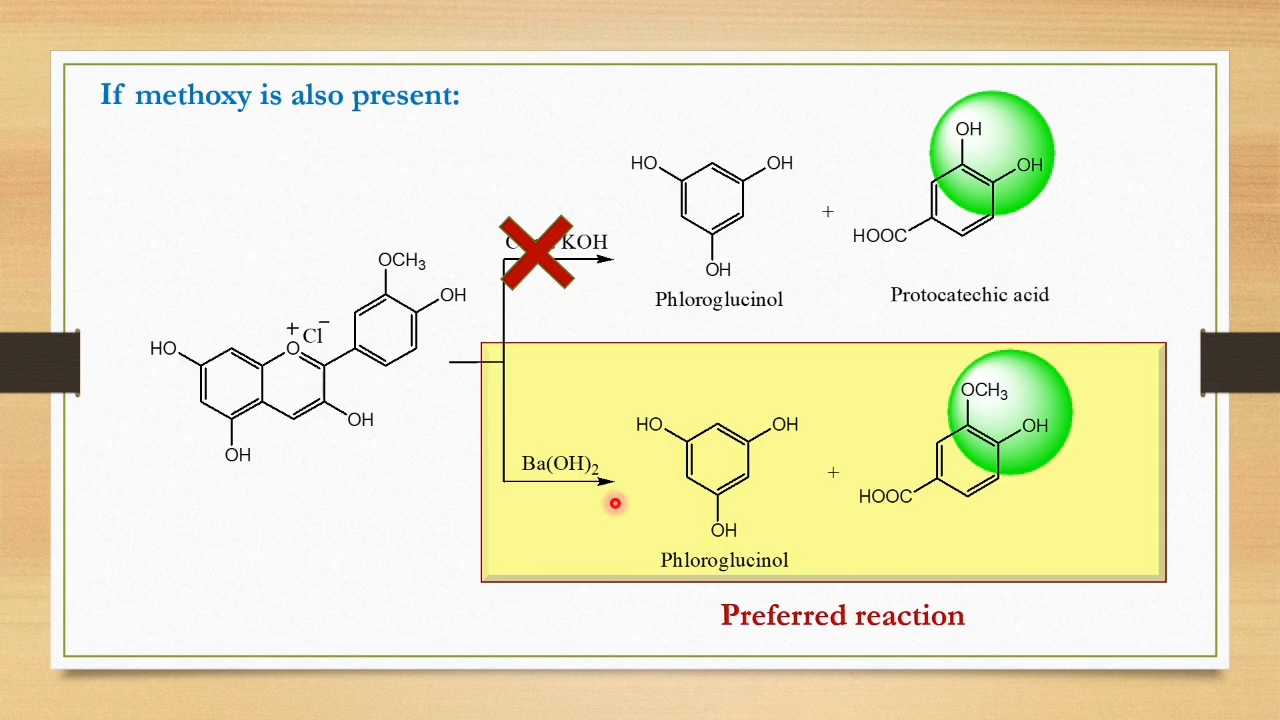 If methoxy is also present:
OH
OH
HOOC
HO
OH
OH
+
Phloroglucinol
Protocatechic acid
KOH
OCH3
OH
+
Cl−
HO
O
OH
OH
Ba(OH)2
HO
OH
OH
Phloroglucinol
+
OCH3
OH
HOOC
Preferred reaction